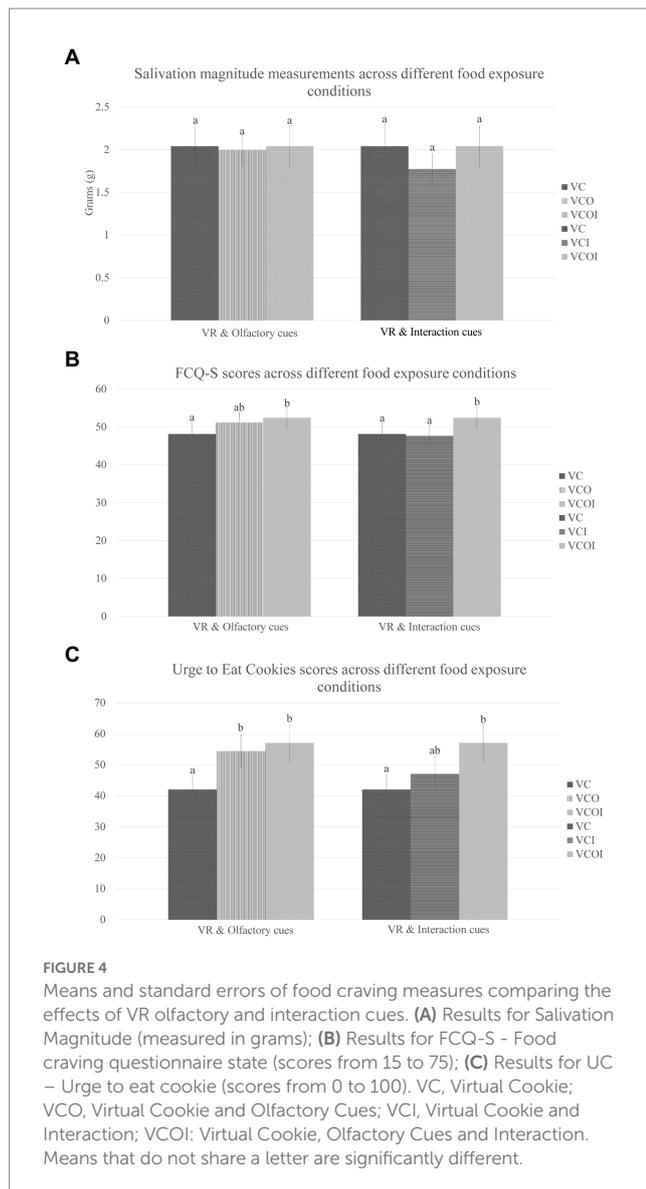 A
Salivation magnitude measurements across different food exposure
conditions
2.5
2
1.5
1
0.5
0
Grams (g)
a
a
a
a
a
a
VR & Olfactory cues
VR & Interaction cues
VC
VCO
VCOI
VC
VCI
VCOI
B
FCQ-S scores across different food exposure conditions
60
50
40
30
20
10
0
a
ab
b
a
a
b
VR & Olfactory cues
VR & Interaction cues
VC
VCO
VCOI
VC
VCI
VCOI
C
Urge to Eat Cookies scores across different food exposure
conditions
70
60
50
40
30
20
10
0
a
b
b
a
ab
b
VR & Olfactory cues
VR & Interaction cues
VC
VCO
VCOI
VC
VCI
VCOI
FIGURE 4
Means and standard errors of food craving measures comparing the
effects of VR olfactory and interaction cues. (A) Results for Salivation
Magnitude (measured in grams); (B) Results for FCQ-S - Food
craving questionnaire state (scores from 15 to 75); (C) Results for UC
– Urge to eat cookie (scores from 0 to 100). VC, Virtual Cookie;
VCO, Virtual Cookie and Olfactory Cues; VCI, Virtual Cookie and
Interaction; VCOI: Virtual Cookie, Olfactory Cues and Interaction.
Means that do not share a letter are significantly different.